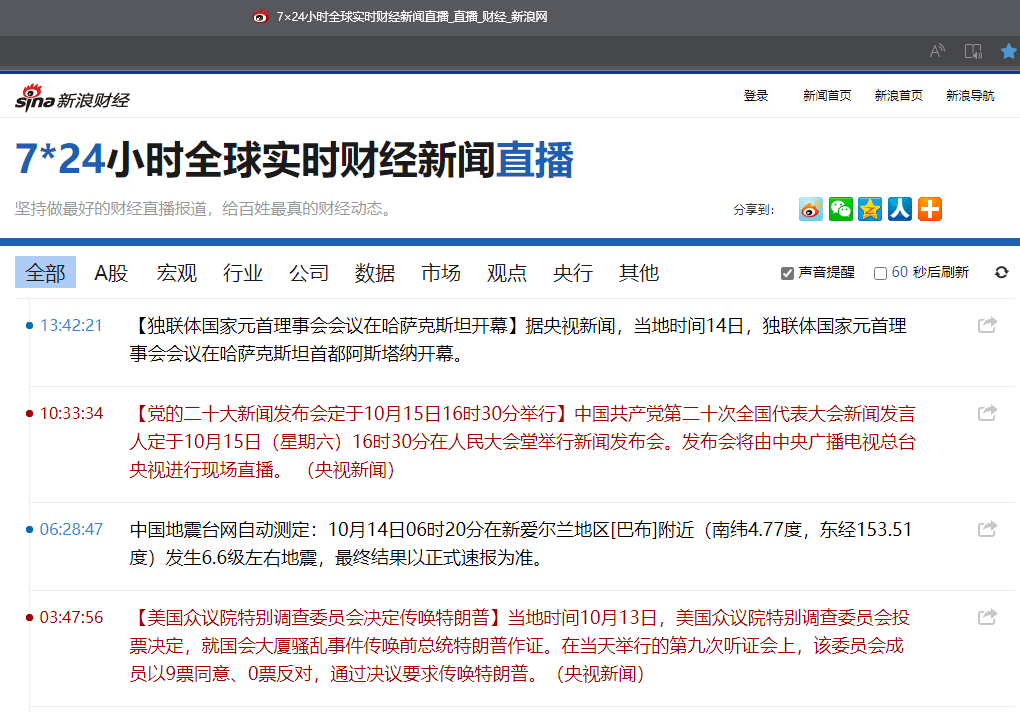 7×24小时全球实时财经新闻直播_直播_财经_新浪网
sina新浪财经
登录 新闻首页 新浪首页 新浪导航
7*24小时全球实时财经新闻直播
坚持做最好的财经直播报道，给百姓最真的财经动态。
分享到：
全部 A股 宏观 行业 公司 数据 市场 观点 央行 其他 声音提醒 60 秒后刷新
13:42:21 【独联体国家元首理事会会议在哈萨克斯坦开幕】据央视新闻，当地时间14日，独联体国家元首理
事会会议在哈萨克斯坦首都阿斯塔纳开幕。
10:33:34 【党的二十大新闻发布会定于10月15日16时30分举行】中国共产党第二十次全国代表大会新闻发言
人定于10月15日（星期六）16时30分在人民大会堂举行新闻发布会。发布会将由中央广播电视总台
央视进行现场直播。（央视新闻）
06:28:47 中国地震台网自动测定：10月14日06时20分在新爱尔兰地区[巴布]附近（南纬4.77度，东经153.51
度）发生6.6级左右地震，最终结果以正式速报为准。
03:47:56 【美国众议院特别调查委员会决定传唤特朗普】当地时间10月13日，美国众议院特别调查委员会投
票决定，就国会大厦骚乱事件传唤前总统特朗普作证。在当天举行的第九次听证会上，该委员会成
员以9票同意、0票反对，通过决议要求传唤特朗普。（央视新闻）